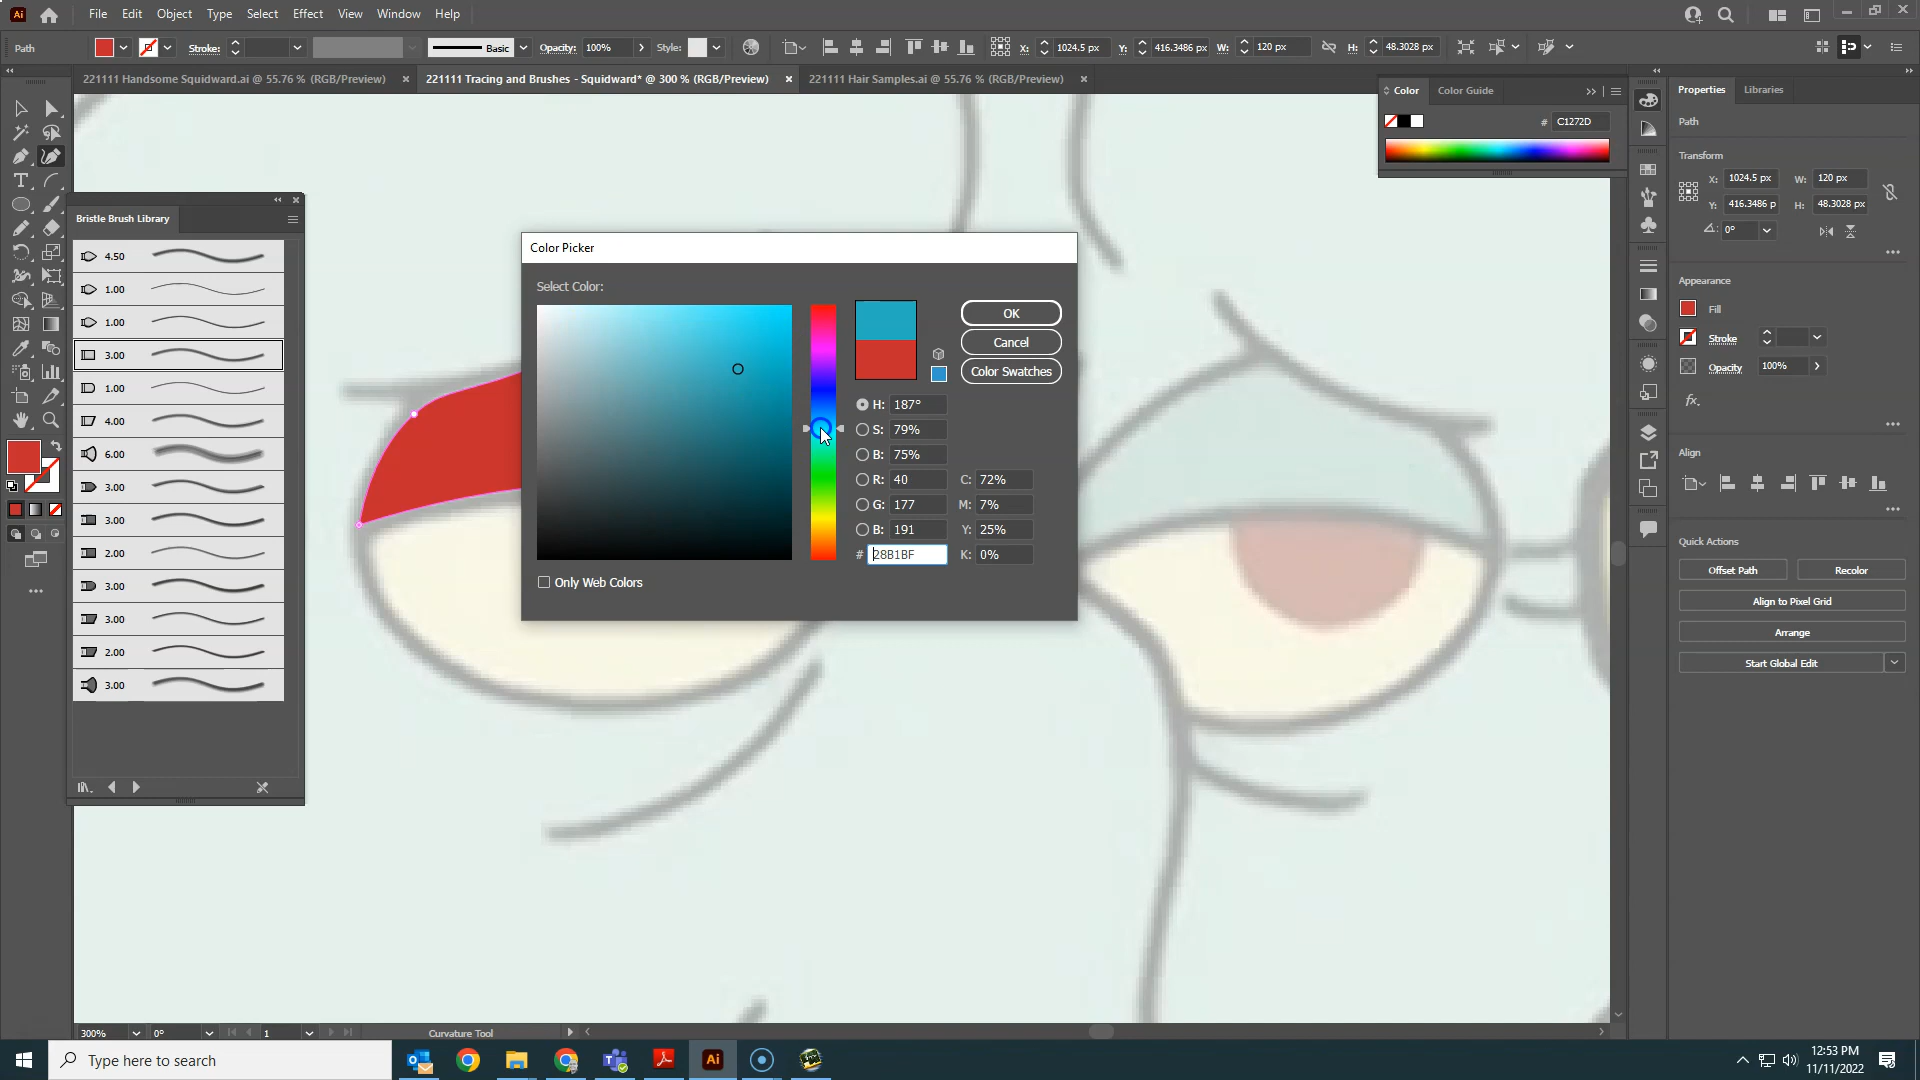 Ai File Edit Object Type Select Effect View Window Help
Path Stroke: Basic Opacity: 100% Style: X: 1024.5 px Y: 416.3486 px W: 120 px H: 48.3028 px
221111 Handsome Squidward.ai @ 55.76 % (RGB/Preview) × 221111 Tracing and Brushes - Squidward* @ 300 % (RGB/Preview) × 221111 Hair Samples.ai @ 55.76 % (RGB/Preview) ×
Color Color Guide
# C1272D
Properties Libraries
Path
Transform
X: 1024.5 px W: 120 px
Y: 416.3486 p H: 48.3028 px
0°
Appearance
Fill
Stroke
Opacity 100%
fx.
Align
Quick Actions
Offset Path Recolor
Align to Pixel Grid
Arrange
Start Global Edit
Bristle Brush Library
4.50
1.00
1.00
3.00
1.00
4.00
6.00
3.00
3.00
2.00
3.00
3.00
2.00
3.00
Color Picker
Select Color:
OK
Cancel
Color Swatches
H: 187°
S: 79%
B: 75%
R: 40 C: 72%
G: 177 M: 7%
B: 191 Y: 25%
# 28B1BF K: 0%
Only Web Colors
300% 0° 1 Curvature Tool
Type here to search
Ai
12:53 PM
11/11/2022